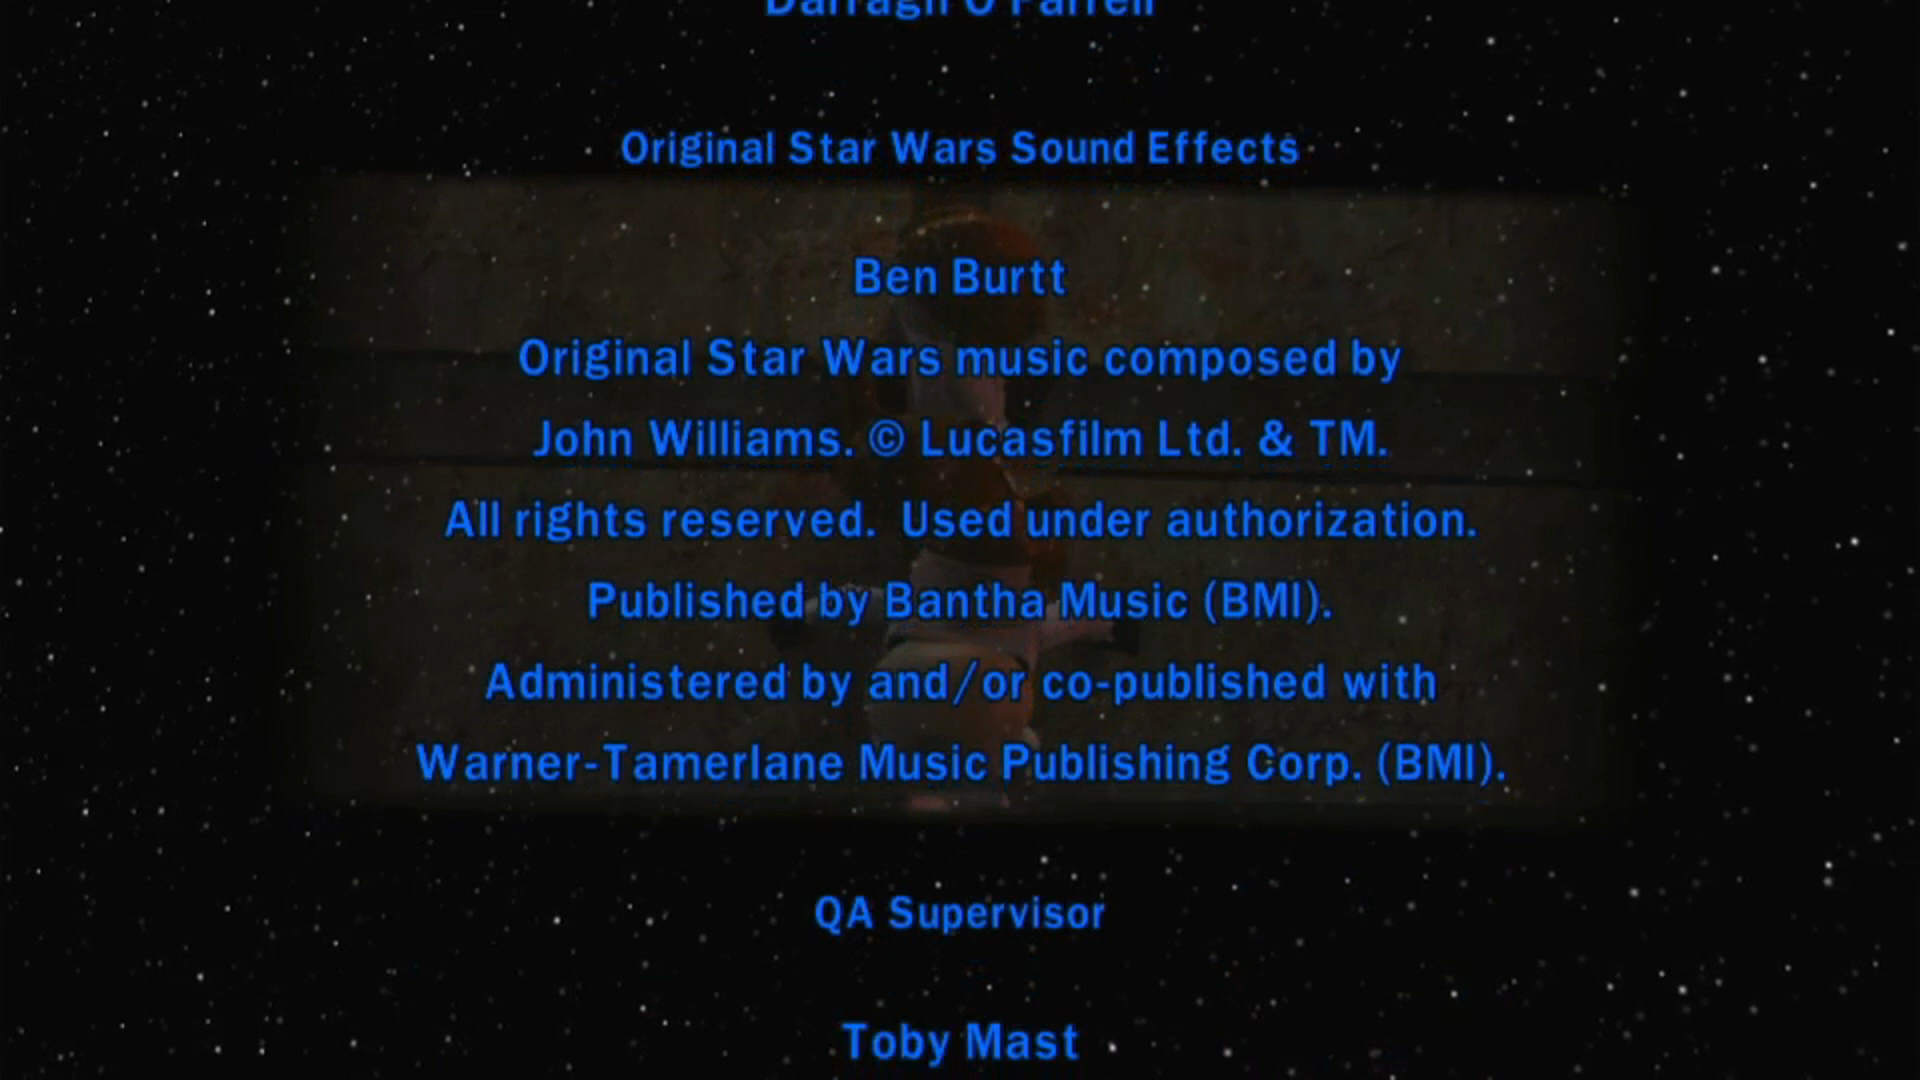 Darragh O'Farrell
Original Star Wars Sound Effects
Ben Burtt
Original Star Wars music composed by
John Williams. © Lucasfilm Ltd. & TM.
All rights reserved. Used under authorization.
Published by Bantha Music (BMI).
Administered by and/or co-published with
Warner-Tamerlane Music Publishing Corp. (BMI).
QA Supervisor
Toby Mast